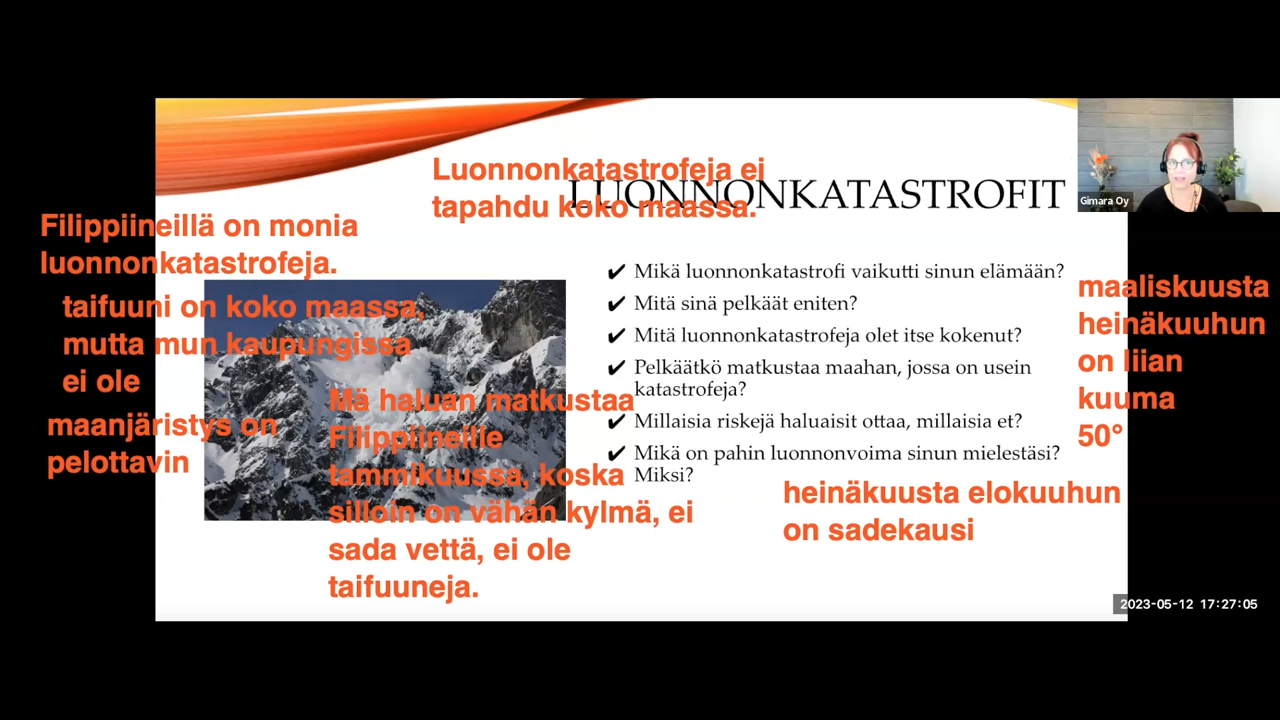 Luonnonkatastrofeja ei
tapahdu koko maassa.
LUONNONKATASTROFIT
Gimara Oy
Filippiineillä on monia
luonnonkatastrofeja.
taifuuni on koko maassa,
mutta mun kaupungissa
ei ole
maanjäristys on
pelottavin
Mä haluan matkustaa
Filippiineille
tammikuussa, koska
silloin on vähän kylmä, ei
sada vettä, ei ole
taifuuneja.
✔ Mikä luonnonkatastrofi vaikutti sinun elämään?
✔ Mitä sinä pelkäät eniten?
✔ Mitä luonnonkatastrofeja olet itse kokenut?
✔ Pelkäätkö matkustaa maahan, jossa on usein
katastrofeja?
✔ Millaisia riskejä haluaisit ottaa, millaisia et?
✔ Mikä on pahin luonnonvoima sinun mielestäsi?
Miksi?
maaliskuusta
heinäkuuhun
on liian
kuuma
50°
heinäkuusta elokuuhun
on sadekausi
2023-05-12 17:27:05